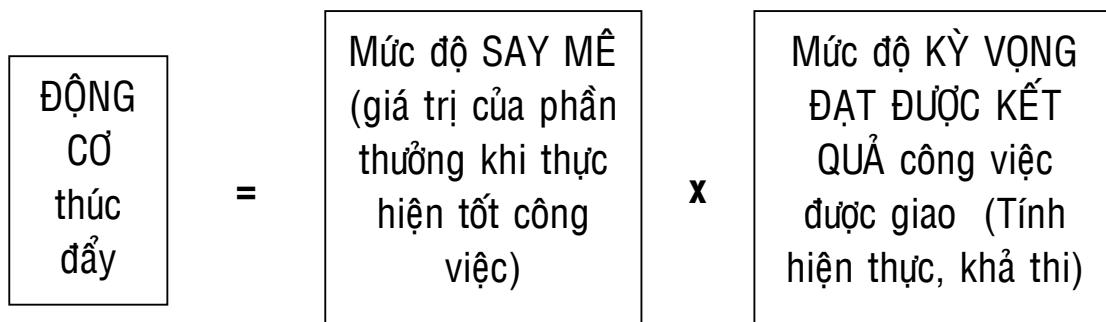 ĐỘNG
CƠ
thúc
đẩy
=
Mức độ SAY MÊ
(giá trị của phần
thưởng khi thực
hiện tốt công
việc)
x
Mức độ KỲ VỌNG
ĐẠT ĐƯỢC KẾT
QUẢ công việc
được giao (Tính
hiện thực, khả thi)